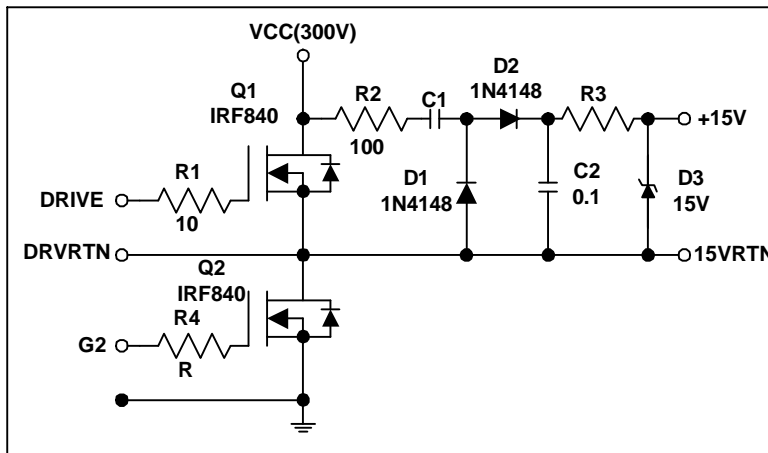 VCC(300V)
Q1
IRF840
R2
100
C1
D2
1N4148
R3
+15V
R1
10
DRIVE
D1
1N4148
C2
0.1
D3
15V
DRVRTN
15VRTN
Q2
IRF840
R4
R
G2